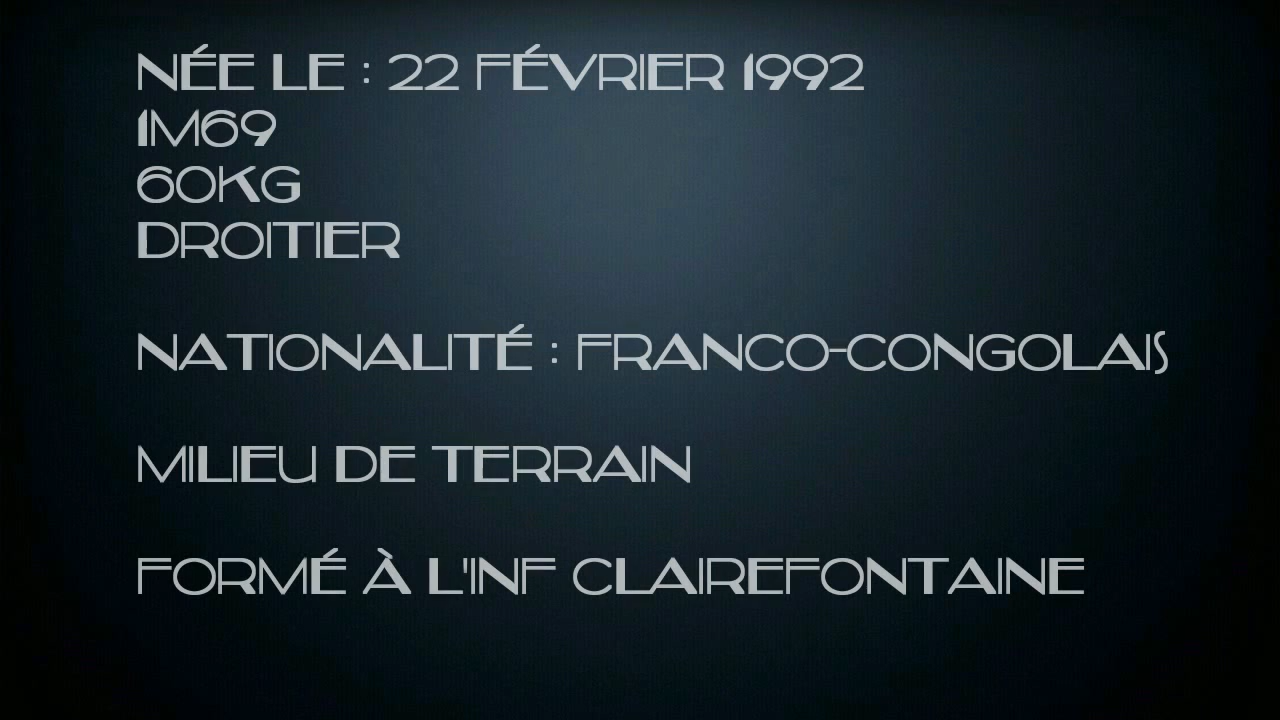 NÉE LE : 22 FÉVRIER 1992
1M69
60KG
DROITIER
NATIONALITÉ : FRANCO-CONGOLAIS
MILIEU DE TERRAIN
FORMÉ À L'INF CLAIREFONTAINE